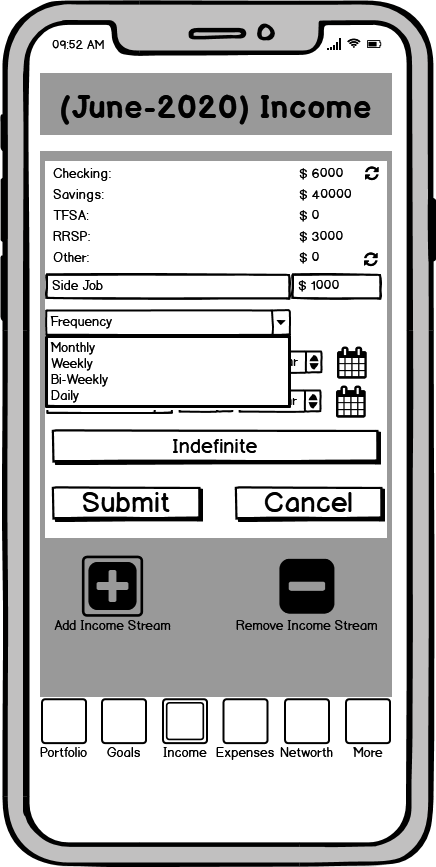 09:52 AM
(June-2020) Income
Checking: $ 6000
Savings: $ 40000
TFSA: $ 0
RRSP: $ 3000
Other: $ 0
Side Job $ 1000
Frequency
Monthly
Weekly
Bi-Weekly
Daily
Indefinite
Submit Cancel
Add Income Stream Remove Income Stream
Portfolio Goals Income Expenses Networth More